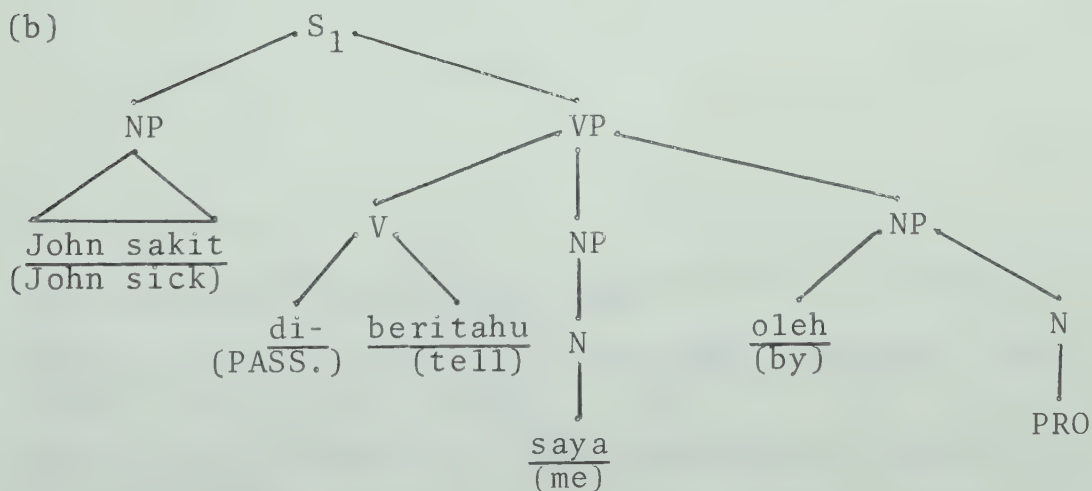 (b)
S1
NP VP
V NP NP
John sakit
(John sick)
di- beritahu N oleh N
(PASS.) (tell) (by)
saya PRO
(me)